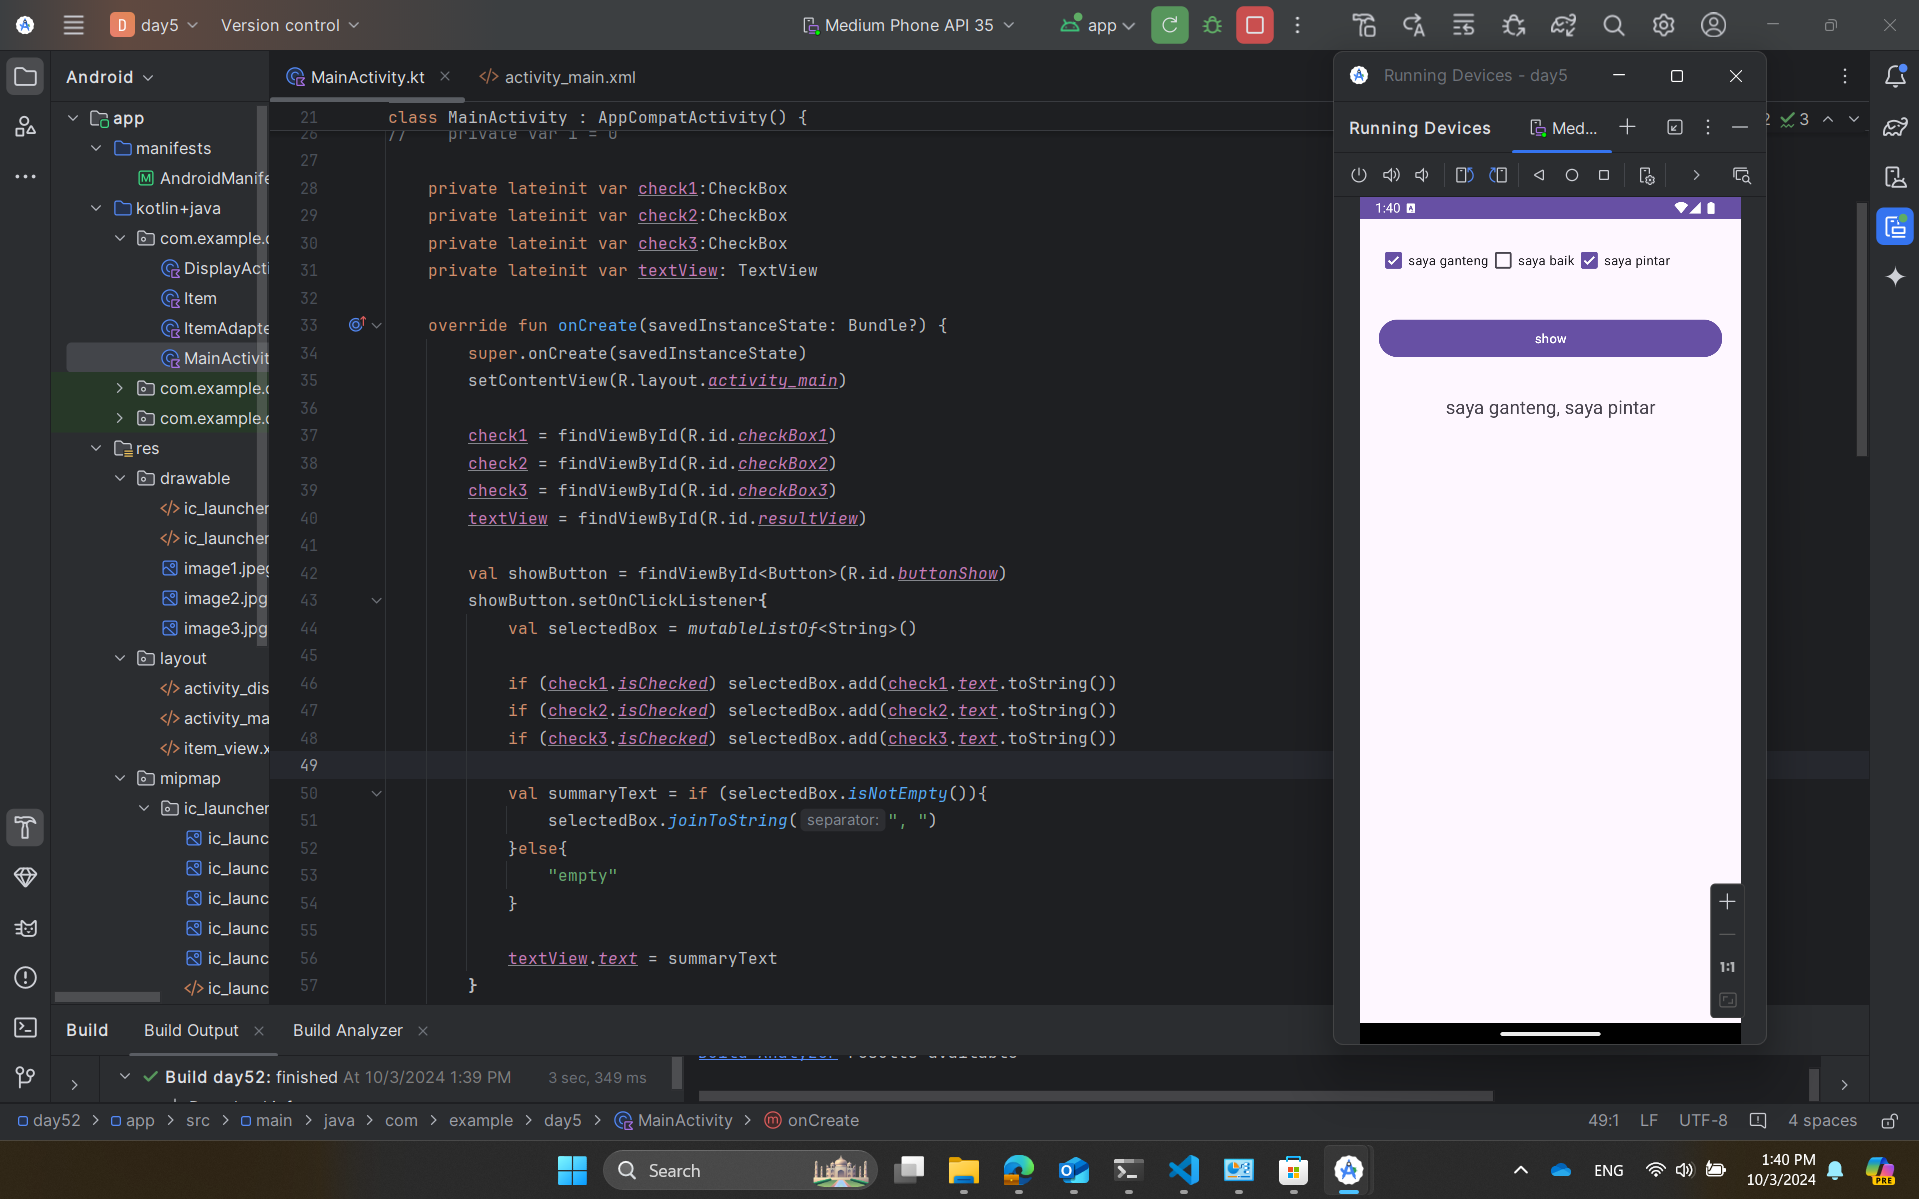 D day5 Version control Medium Phone API 35 app
Android
app
manifests
AndroidManife
kotlin+java
com.example.
DisplayActi
Item
ItemAdapte
MainActivit
com.example.
com.example.
res
drawable
ic_launcher
ic_launcher
image1.jpeg
image2.jpg
image3.jpg
layout
activity_dis
activity_ma
item_view.x
mipmap
ic_launcher
ic_launc
ic_launc
ic_launc
ic_launc
ic_launc
ic_launc
MainActivity.kt activity_main.xml
21 class MainActivity : AppCompatActivity() {
26 // private var i = 0
27
28 private lateinit var check1:CheckBox
29 private lateinit var check2:CheckBox
30 private lateinit var check3:CheckBox
31 private lateinit var textView: TextView
32
33 override fun onCreate(savedInstanceState: Bundle?) {
34 super.onCreate(savedInstanceState)
35 setContentView(R.layout.activity_main)
36
37 check1 = findViewById(R.id.checkBox1)
38 check2 = findViewById(R.id.checkBox2)
39 check3 = findViewById(R.id.checkBox3)
40 textView = findViewById(R.id.resultView)
41
42 val showButton = findViewById<Button>(R.id.buttonShow)
43 showButton.setOnClickListener{
44 val selectedBox = mutableListOf<String>()
45
46 if (check1.isChecked) selectedBox.add(check1.text.toString())
47 if (check2.isChecked) selectedBox.add(check2.text.toString())
48 if (check3.isChecked) selectedBox.add(check3.text.toString())
49
50 val summaryText = if (selectedBox.isNotEmpty()){
51 selectedBox.joinToString( separator: ", ")
52 }else{
53 "empty"
54 }
55
56 textView.text = summaryText
57 }
2 3
Running Devices - day5
Running Devices Med...
1:40
saya ganteng saya baik saya pintar
show
saya ganteng, saya pintar
1:1
Build Build Output Build Analyzer
Build day52: finished At 10/3/2024 1:39 PM 3 sec, 349 ms
Build Analyzer results available
day52 > app > src > main > java > com > example > day5 > MainActivity > onCreate
49:1 LF UTF-8 4 spaces
Search
ENG
1:40 PM
10/3/2024
PRE